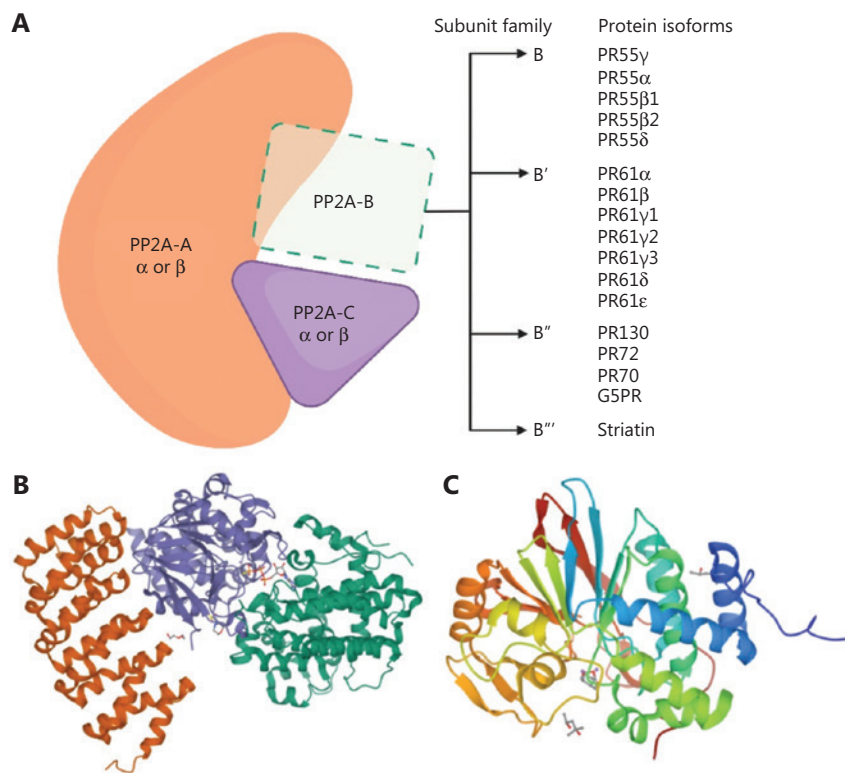 A
Subunit family
Protein isoforms
PP2A-A
α or β
PP2A-B
PP2A-C
α or β
B
PR55γ
PR55α
PR55β1
PR55β2
PR55δ
B′
PR61α
PR61β
PR61γ1
PR61γ2
PR61γ3
PR61δ
PR61ε
B″
PR130
PR72
PR70
G5PR
B‴
Striatin
B
C